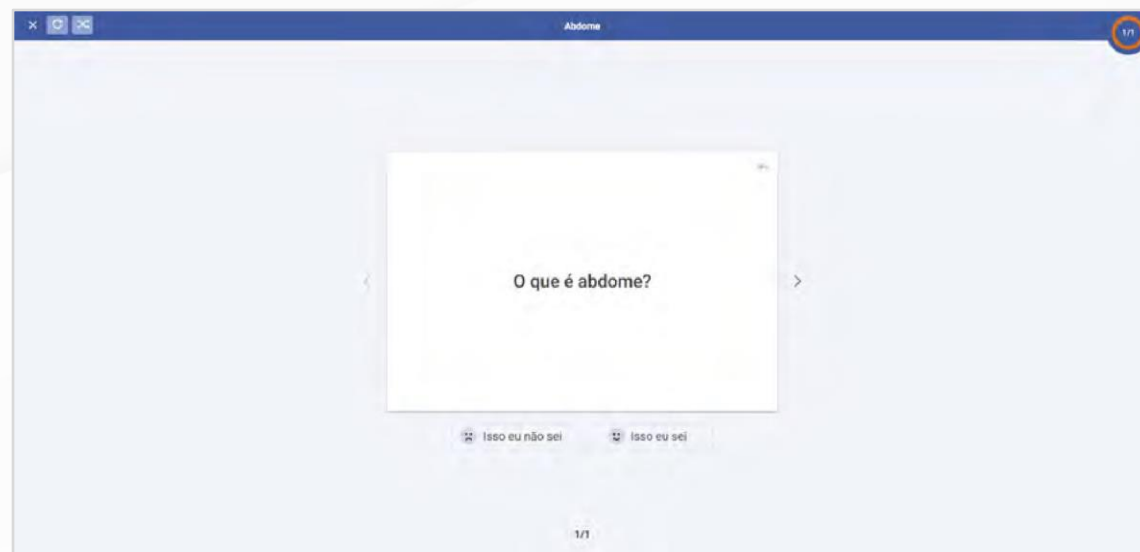 Abdome
1/1
O que é abdome?
Isso eu não sei
Isso eu sei
1/1